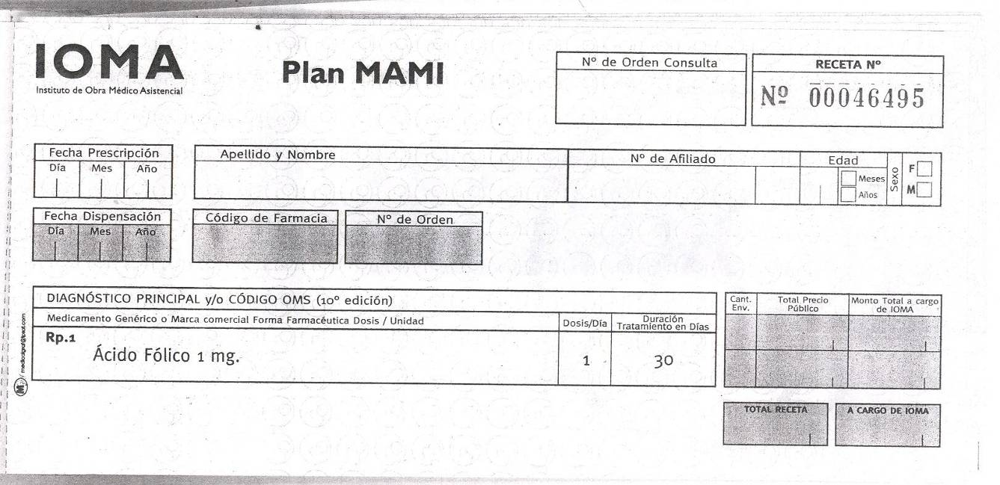 IOMA
Instituto de Obra Médico Asistencial
Plan MAMI
Nº de Orden Consulta
RECETA Nº
Nº 00046495
Fecha Prescripción
Día Mes Año
Apellido y Nombre
Nº de Afiliado
Edad
Meses
Años
Sexo
F
M
Fecha Dispensación
Día Mes Año
Código de Farmacia
Nº de Orden
DIAGNÓSTICO PRINCIPAL y/o CÓDIGO OMS (10º edición)
Medicamento Genérico o Marca comercial Forma Farmacéutica Dosis / Unidad
Dosis/Día
Duración
Tratamiento en Días
Rp.1
Ácido Fólico 1 mg.
1
30
Cant.
Env.
Total Precio
Público
Monto Total a cargo
de IOMA
TOTAL RECETA
A CARGO DE IOMA